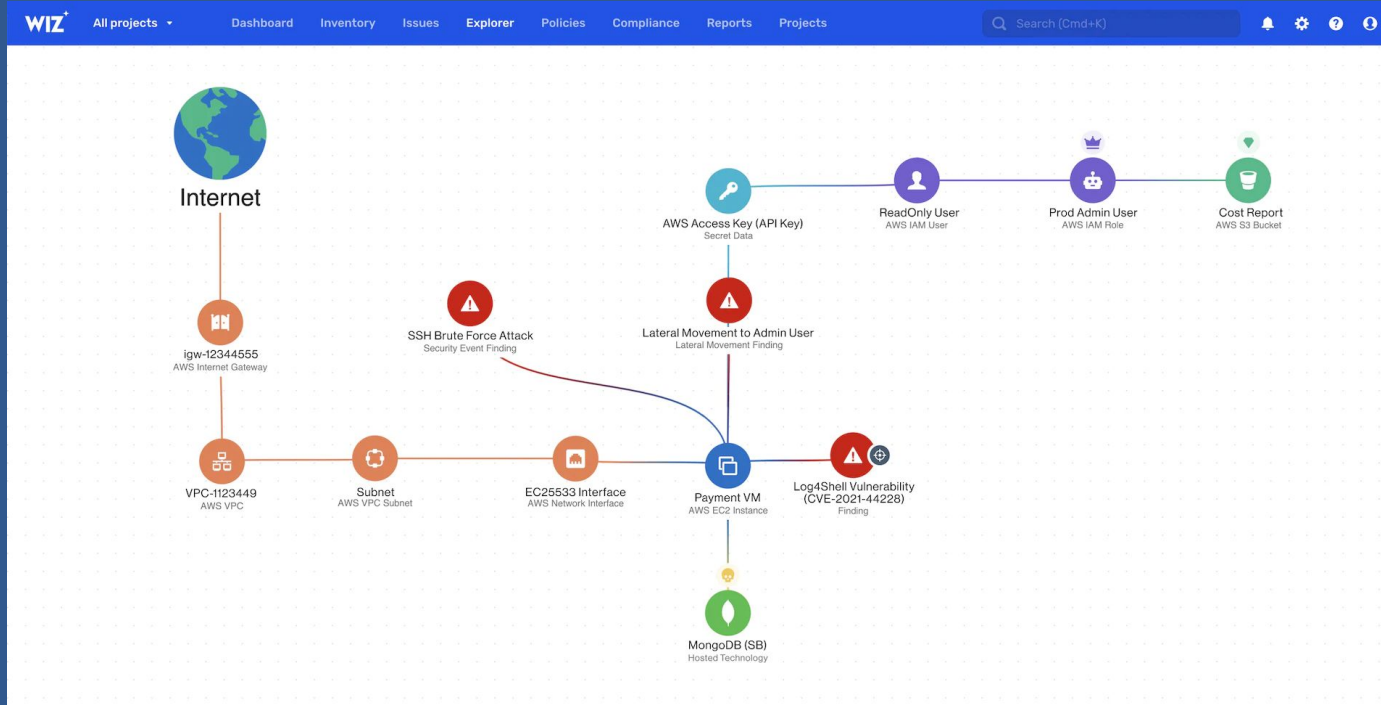 WIZ
All projects
Dashboard
Inventory
Issues
Explorer
Policies
Compliance
Reports
Projects
Search (Cmd+K)
Internet
igw-12344555
AWS Internet Gateway
VPC-1123449
AWS VPC
Subnet
AWS VPC Subnet
EC25533 Interface
AWS Network Interface
SSH Brute Force Attack
Security Event Finding
AWS Access Key (API Key)
Secret Data
Lateral Movement to Admin User
Lateral Movement Finding
ReadOnly User
AWS IAM User
Prod Admin User
AWS IAM Role
Cost Report
AWS S3 Bucket
Payment VM
AWS EC2 Instance
Log4Shell Vulnerability
(CVE-2021-44228)
Finding
MongoDB (SB)
Hosted Technology